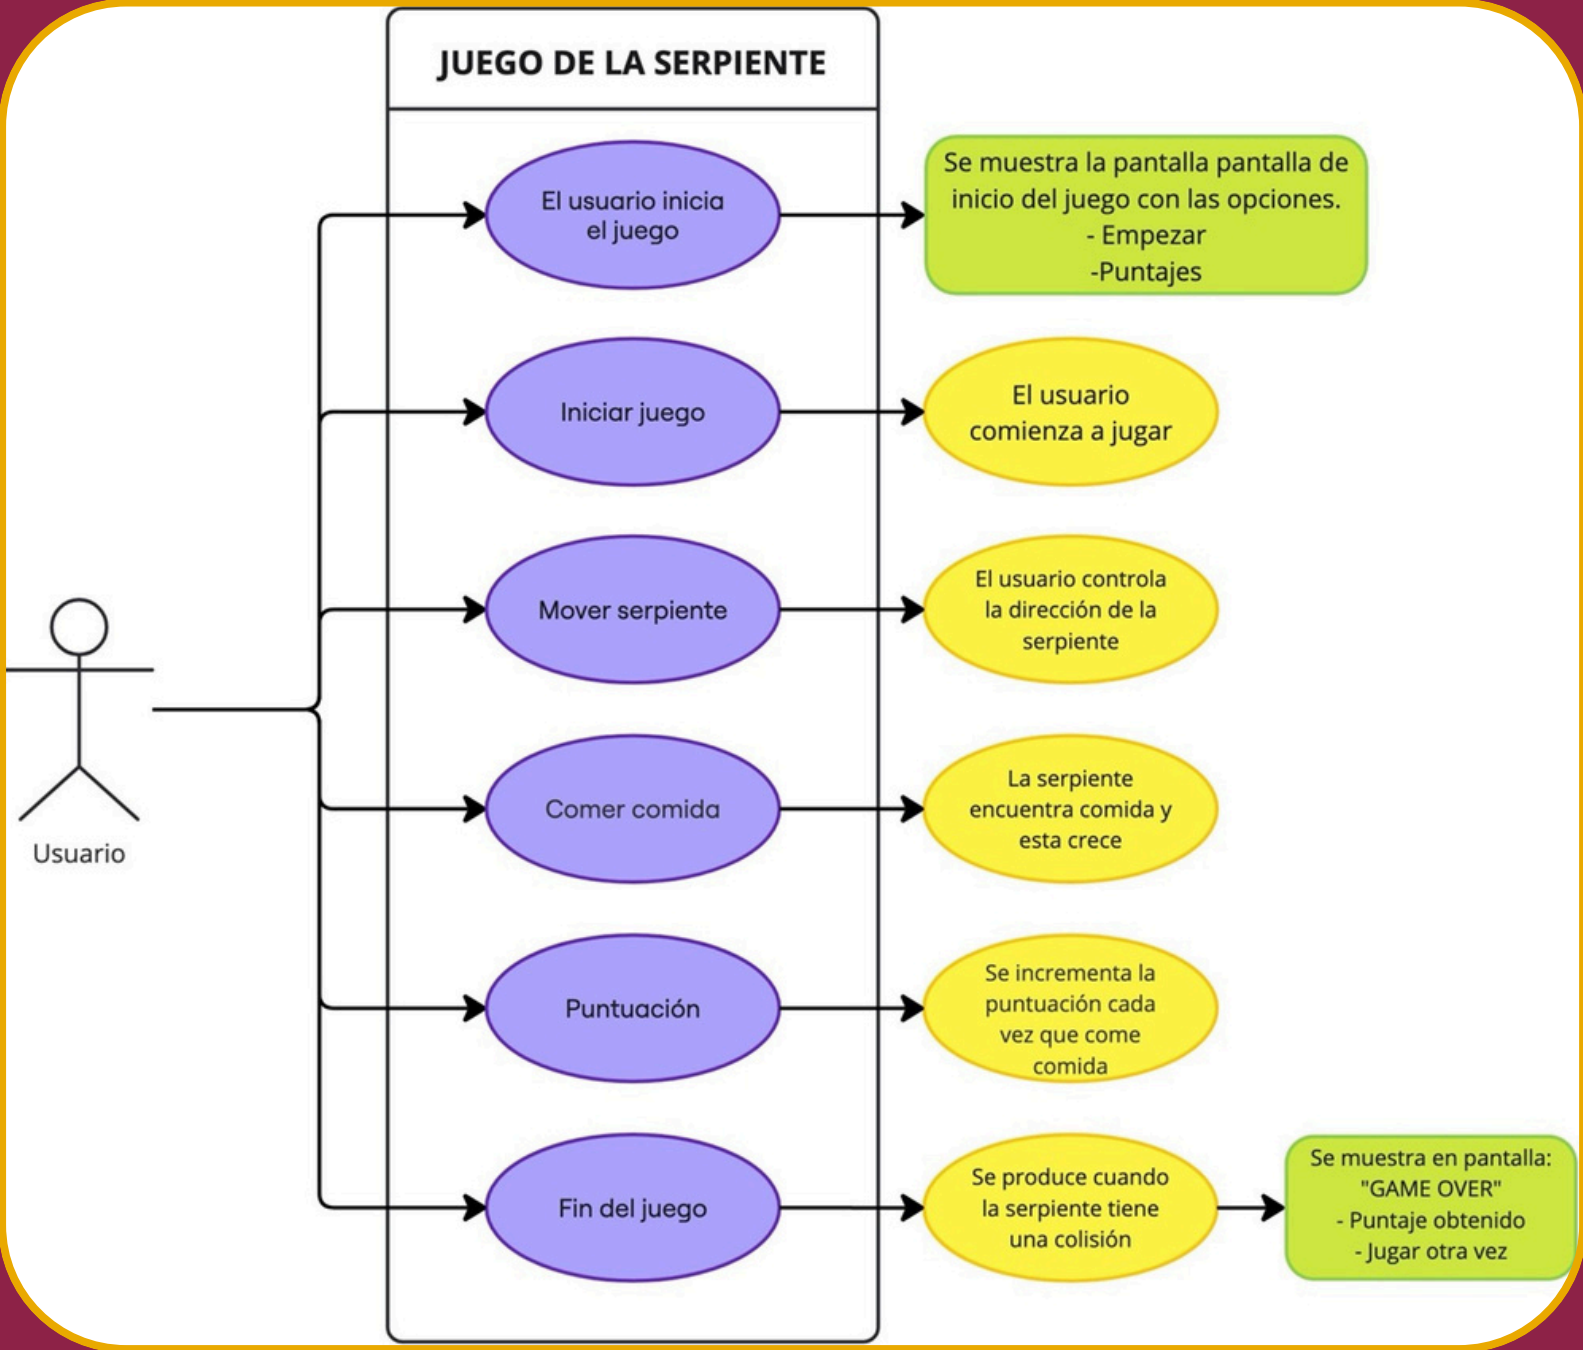 JUEGO DE LA SERPIENTE
El usuario inicia
el juego
Se muestra la pantalla pantalla de
inicio del juego con las opciones.
- Empezar
-Puntajes
Iniciar juego
El usuario
comienza a jugar
Mover serpiente
El usuario controla
la dirección de la
serpiente
Usuario
Comer comida
La serpiente
encuentra comida y
esta crece
Puntuación
Se incrementa la
puntuación cada
vez que come
comida
Fin del juego
Se produce cuando
la serpiente tiene
una colisión
Se muestra en pantalla:
"GAME OVER"
- Puntaje obtenido
- Jugar otra vez